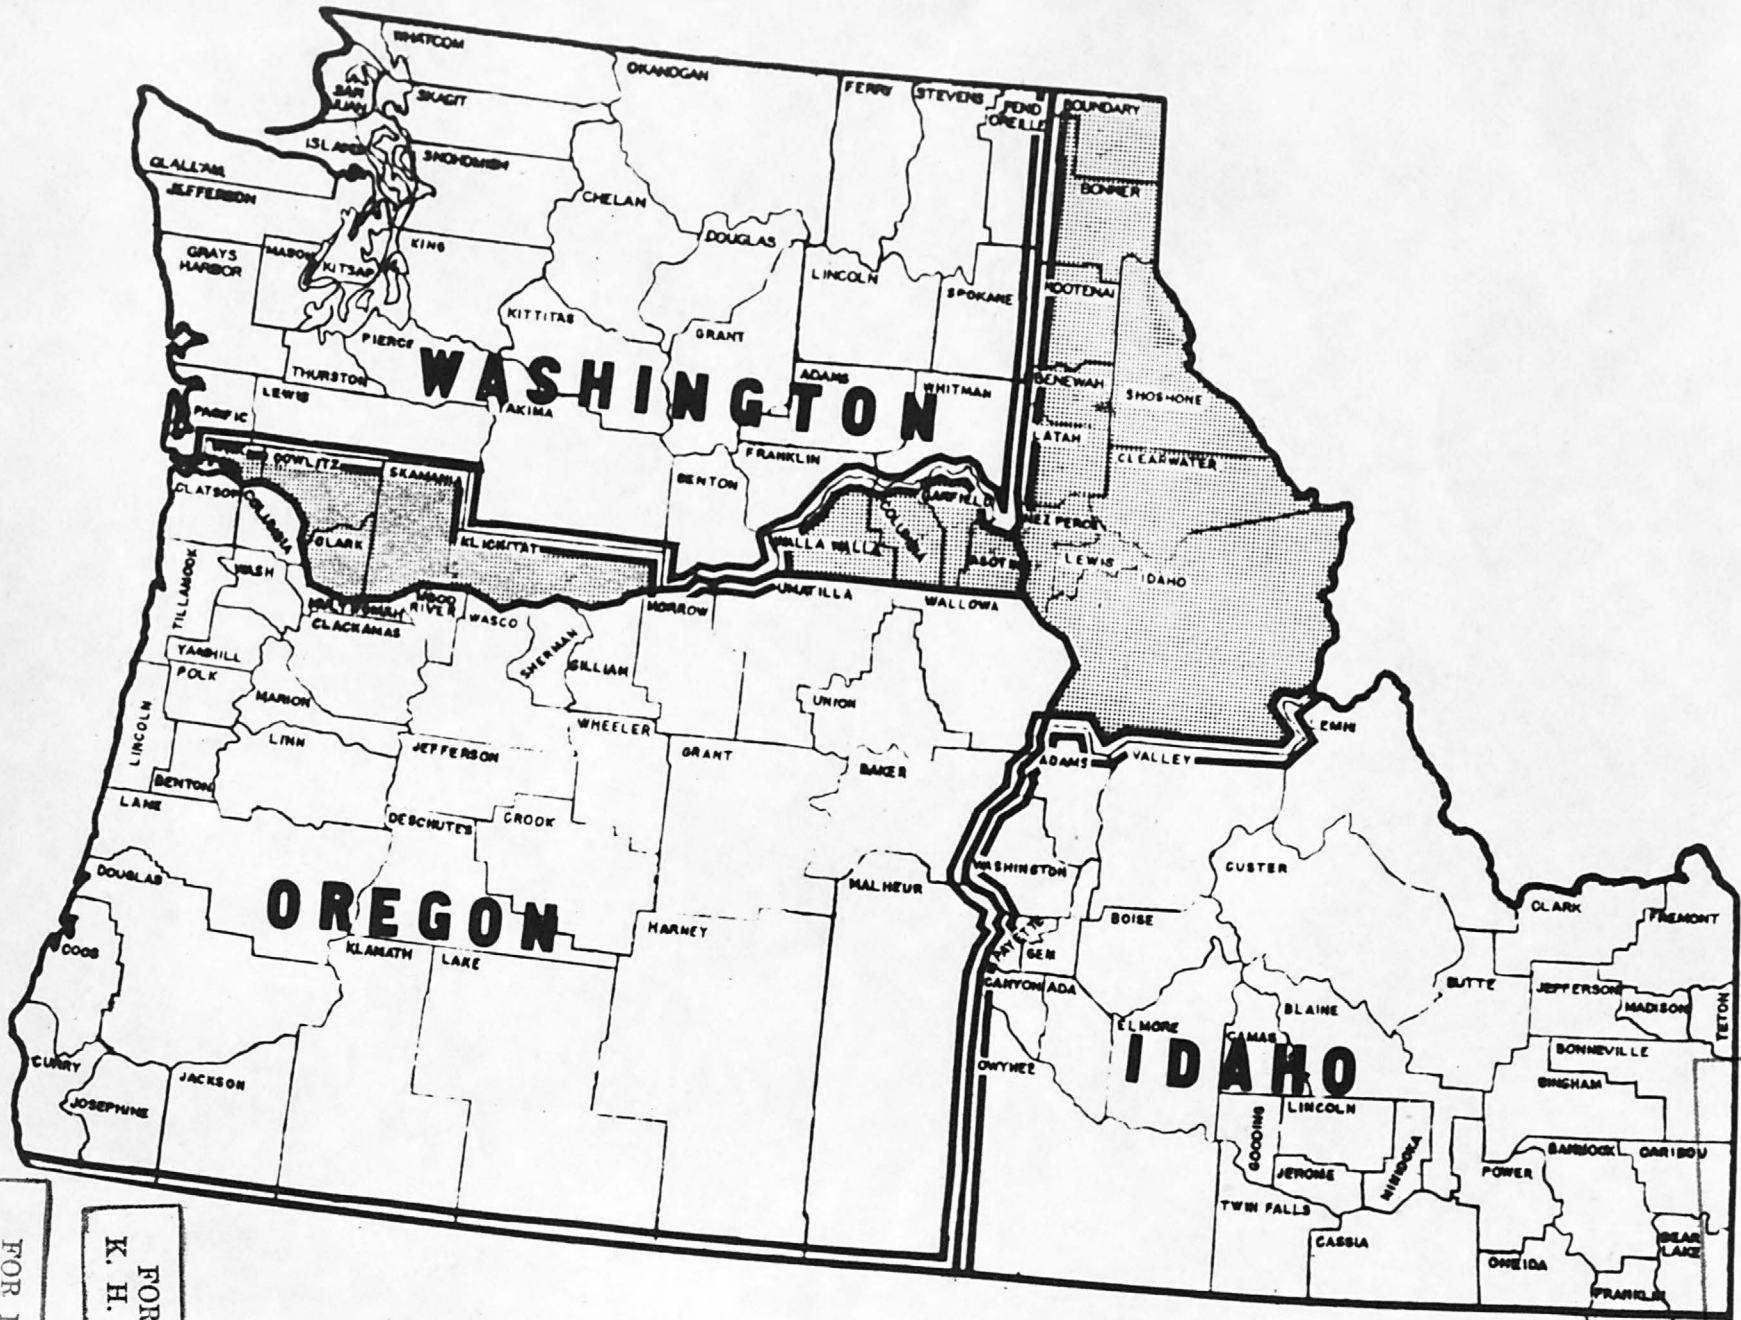 WHATCOM
OKANOGAN
FERRY
STEVENS
PEND
OREILLE
BOUNDARY
SAN
JUAN
SKAGIT
ISLAND
SNOHOMISH
CLALLAM
JEFFERSON
CHELAN
BONNER
GRAYS
HARBOR
MASON
KITSAP
KING
DOUGLAS
LINCOLN
SPOKANE
KOOTENAI
KITTITAS
GRANT
PIERCE
THURSTON
WASHINGTON
ADAMS
WHITMAN
BENEWAH
SHOSHONE
LEWIS
YAKIMA
PACIFIC
LATAH
FRANKLIN
CLEARWATER
COWLITZ
SKAMANIA
BENTON
GARFIELD
COLUMBIA
CLATSOP
COLUMBIA
NEZ PERCE
CLARK
KLICKITAT
WALLA WALLA
ASOTIN
LEWIS
IDAHO
TILLAMOOK
WASH
MULTNOMAH
HOOD
RIVER
WASCO
MORROW
UMATILLA
WALLOWA
CLACKAMAS
SHERMAN
GILLIAM
YAMHILL
POLK
MARION
UNION
LINCOLN
LINN
WHEELER
EMHI
JEFFERSON
GRANT
BAKER
ADAMS
VALLEY
BENTON
LANE
DESCHUTES
CROOK
DOUGLAS
WASHINGTON
CUSTER
MALHEUR
OREGON
CLARK
FREMONT
HARNEY
BOISE
COOS
KLAMATH
LAKE
PAYETTE
GEM
CANYON
ADA
BUTTE
JEFFERSON
MADISON
TETON
BLAINE
ELMORE
CAMAS
IDAHO
CURRY
JACKSON
OWYHEE
BONNEVILLE
BINGHAM
JOSEPHINE
LINCOLN
GOODING
JEROME
MINIDOKA
BANNOCK
CARIBOU
POWER
TWIN FALLS
CASSIA
BEAR
LAKE
ONEIDA
FRANKLIN
FOR
K. H.
FOR